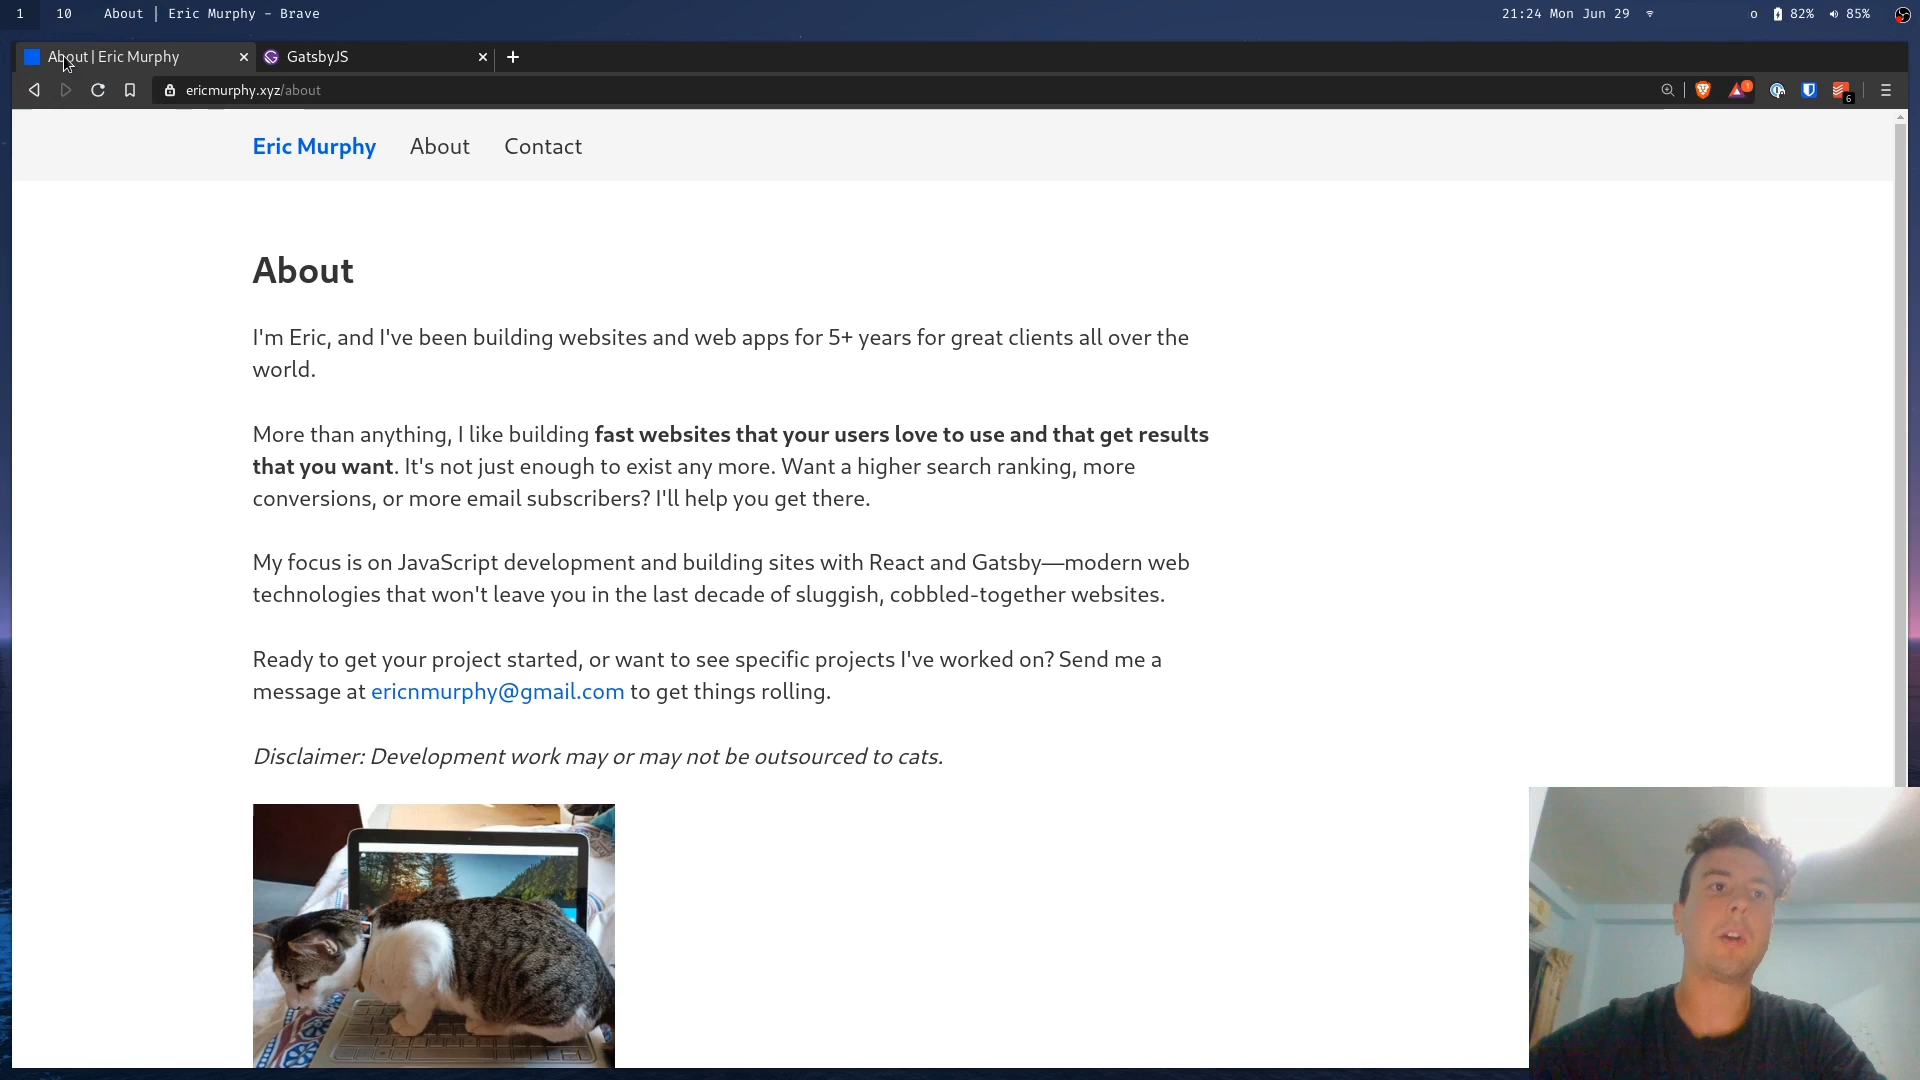 1 10 About | Eric Murphy - Brave 21:24 Mon Jun 29 82% 85%
About | Eric Murphy GatsbyJS
ericmurphy.xyz/about 1 6
Eric Murphy About Contact
About
I'm Eric, and I've been building websites and web apps for 5+ years for great clients all over the
world.
More than anything, I like building fast websites that your users love to use and that get results
that you want. It's not just enough to exist any more. Want a higher search ranking, more
conversions, or more email subscribers? I'll help you get there.
My focus is on JavaScript development and building sites with React and Gatsby—modern web
technologies that won't leave you in the last decade of sluggish, cobbled-together websites.
Ready to get your project started, or want to see specific projects I've worked on? Send me a
message at ericnmurphy@gmail.com to get things rolling.
Disclaimer: Development work may or may not be outsourced to cats.